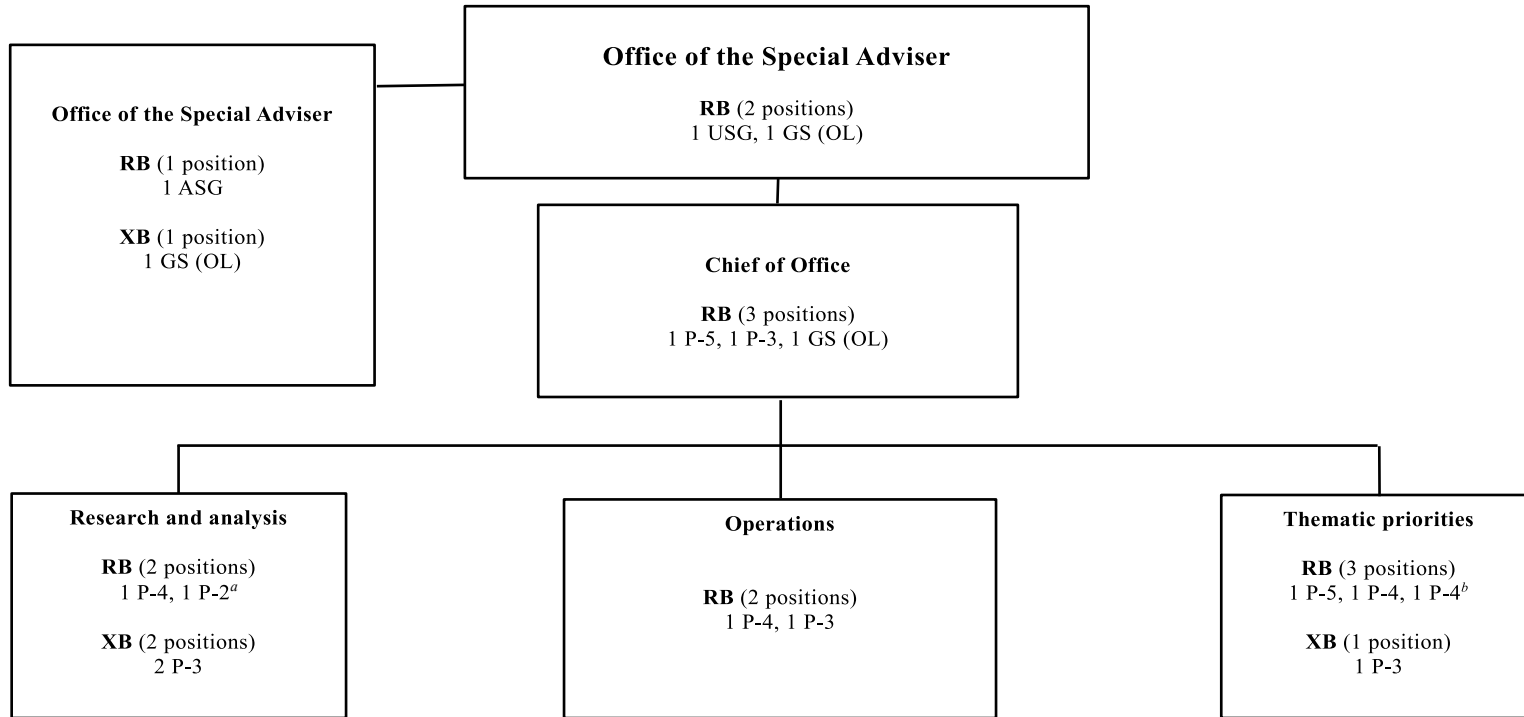 Office of the Special Adviser
RB (2 positions)
1 USG, 1 GS (OL)
Office of the Special Adviser
RB (1 position)
1 ASG
XB (1 position)
1 GS (OL)
Chief of Office
RB (3 positions)
1 P-5, 1 P-3, 1 GS (OL)
Research and analysis
RB (2 positions)
1 P-4, 1 P-2a
XB (2 positions)
2 P-3
Operations
RB (2 positions)
1 P-4, 1 P-3
Thematic priorities
RB (3 positions)
1 P-5, 1 P-4, 1 P-4b
XB (1 position)
1 P-3